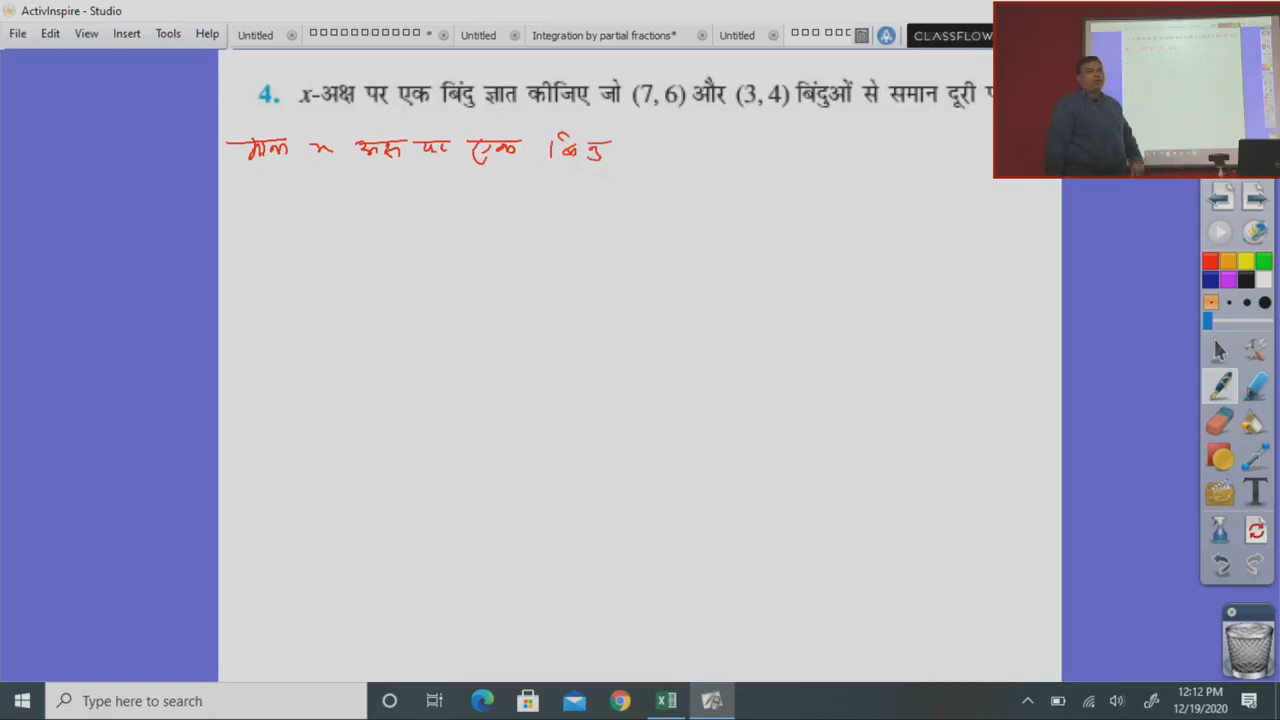 ActivInspire - Studio
File Edit View Insert Tools Help
Untitled * Untitled Integration by partial fractions* Untitled CLASSFLOW
4. x-अक्ष पर एक बिंदु ज्ञात कीजिए जो (7, 6) और (3, 4) बिंदुओं से समान दूरी प
माना x अक्ष पर एक बिन्दु
T
Type here to search
12:12 PM
12/19/2020